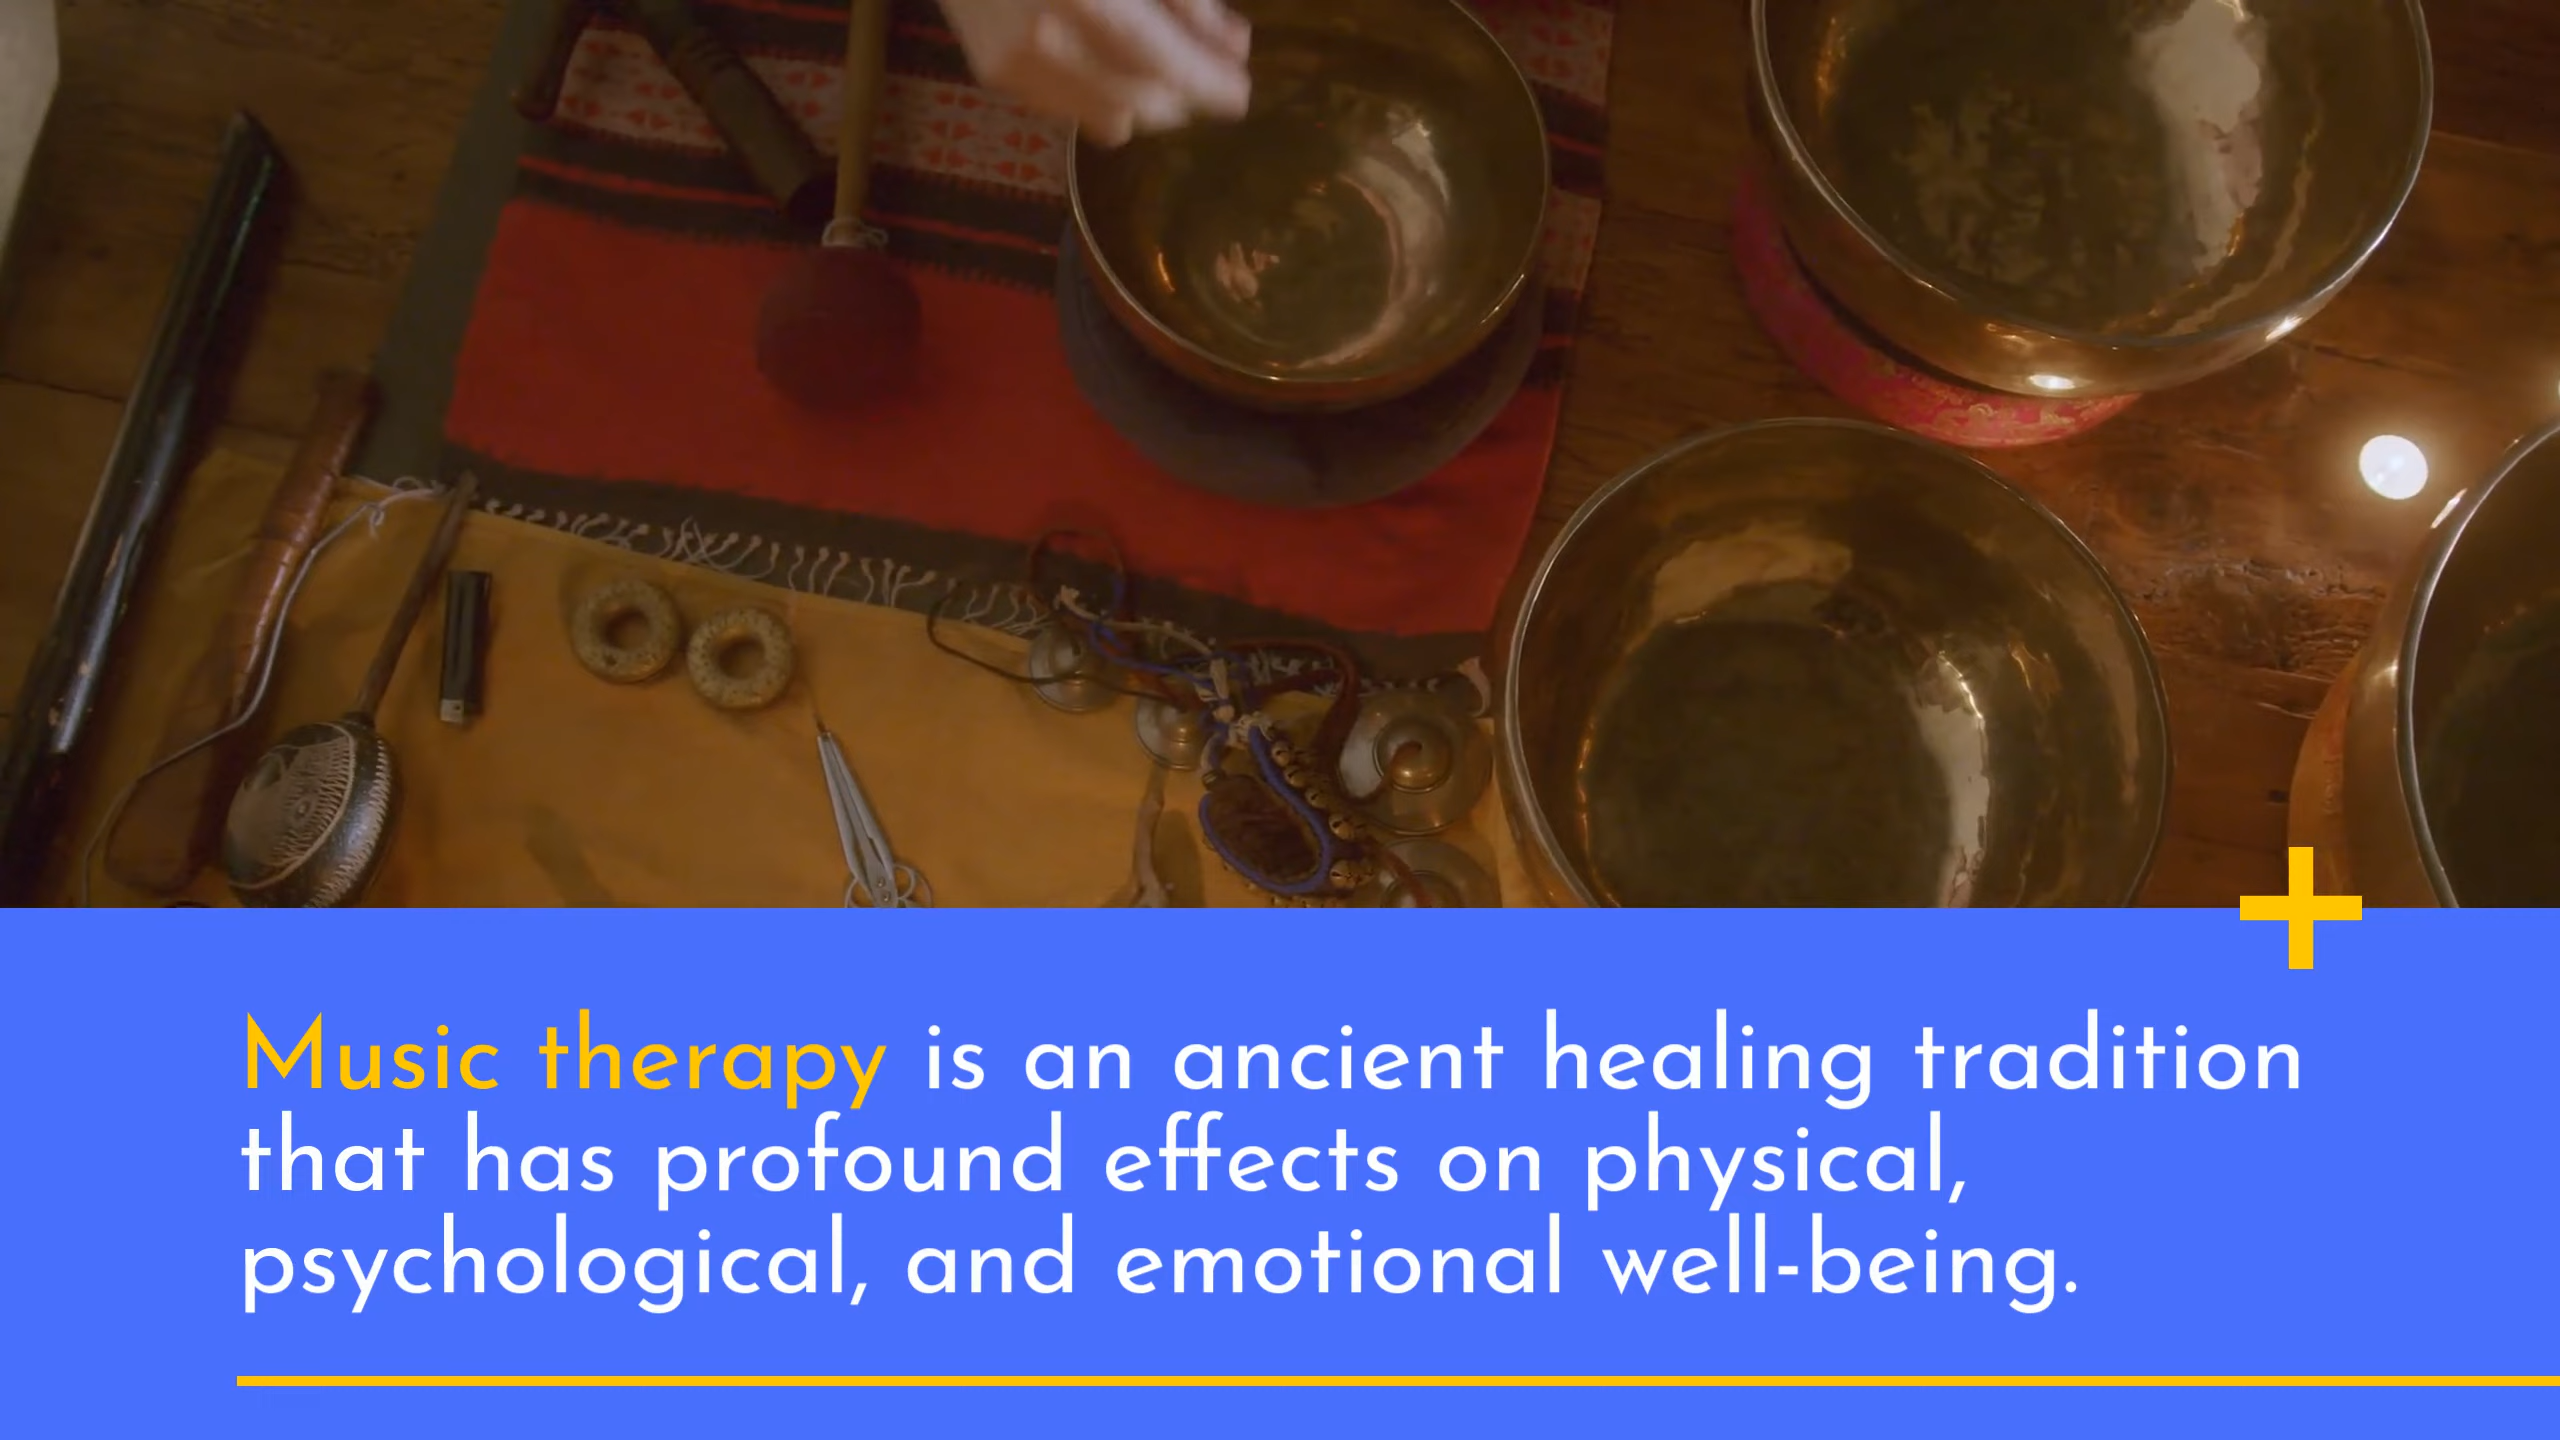 Music therapy is an ancient healing tradition
that has profound effects on physical,
psychological, and emotional well-being.